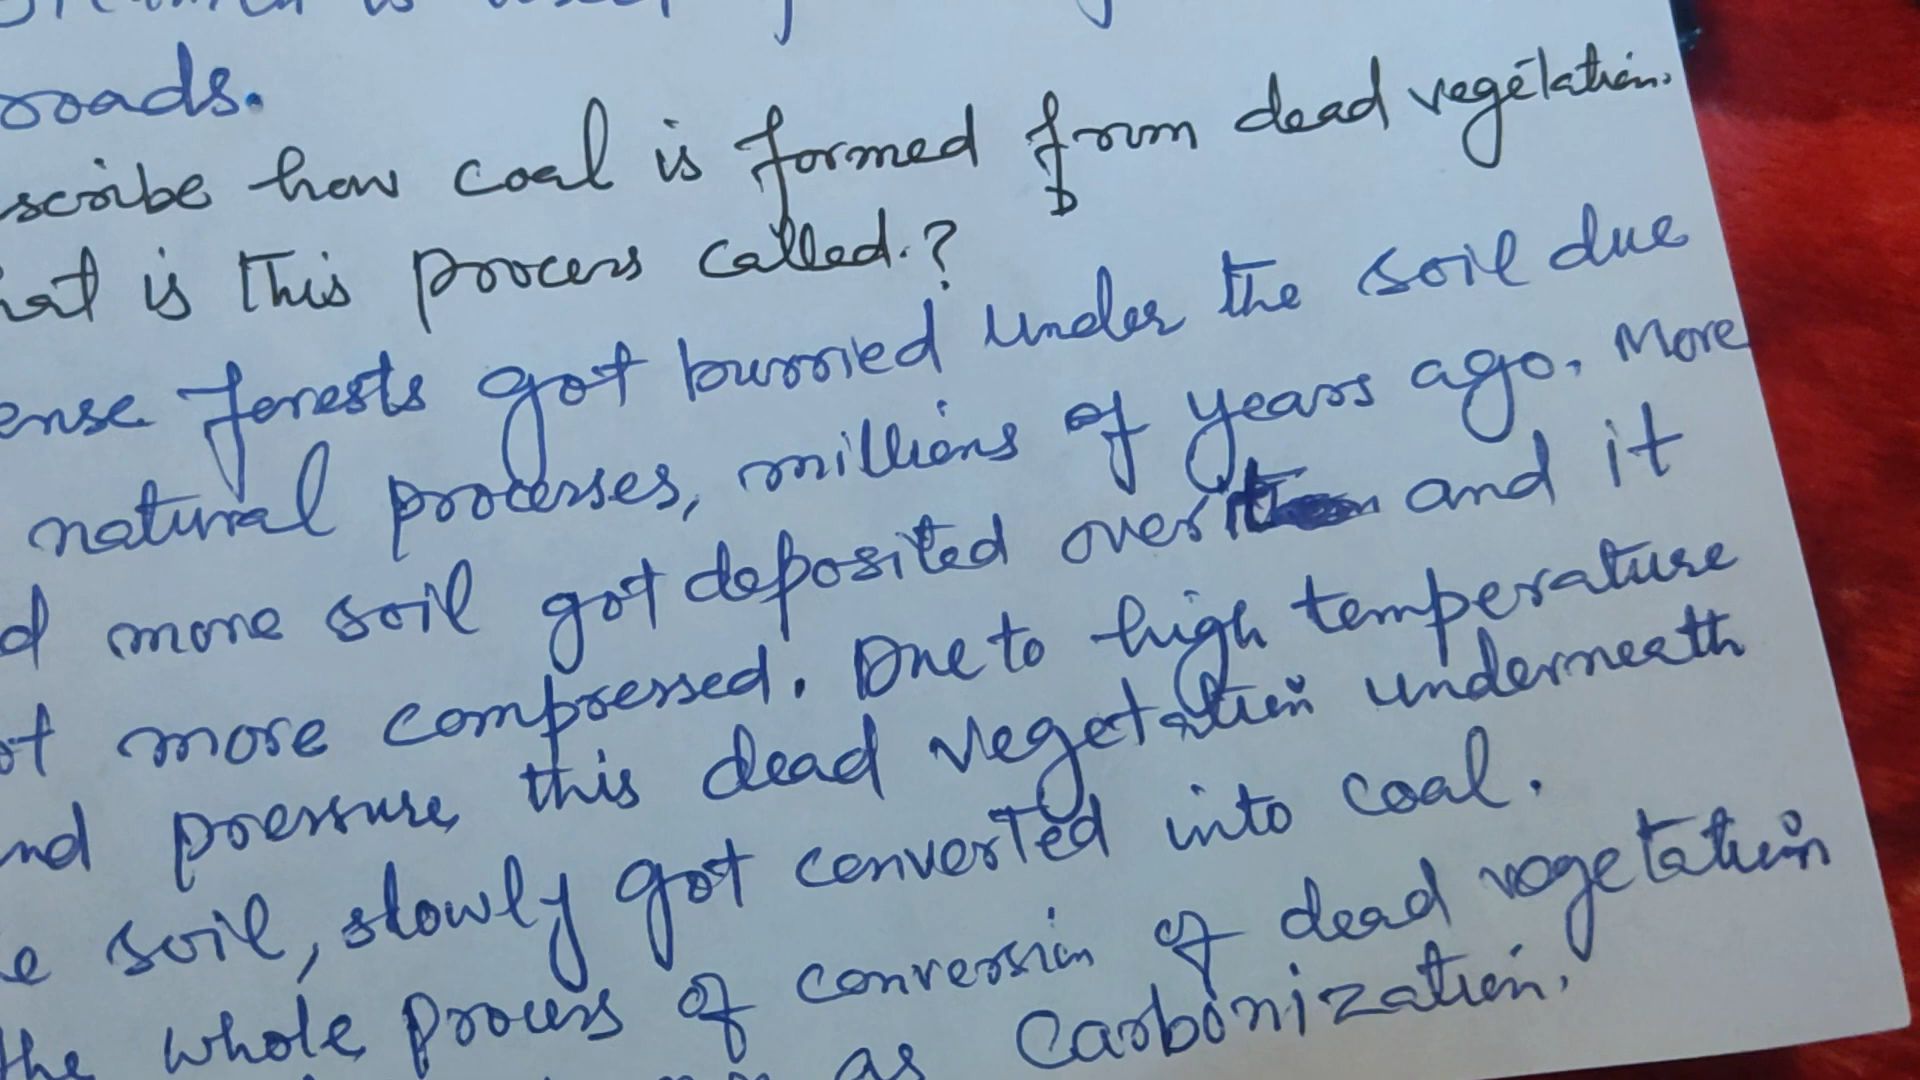 roads.
scribe how coal is formed from dead vegetation.
hat is this process called.?
ense forests got burried under the soil due
natural processes, millions of years ago. More
d more soil got deposited over it and it
ot more compressed. Due to high temperature
nd pressure, this dead vegetation underneath
e soil, slowly got converted into coal.
the whole process of conversion of dead vegetation
as Carbonization.